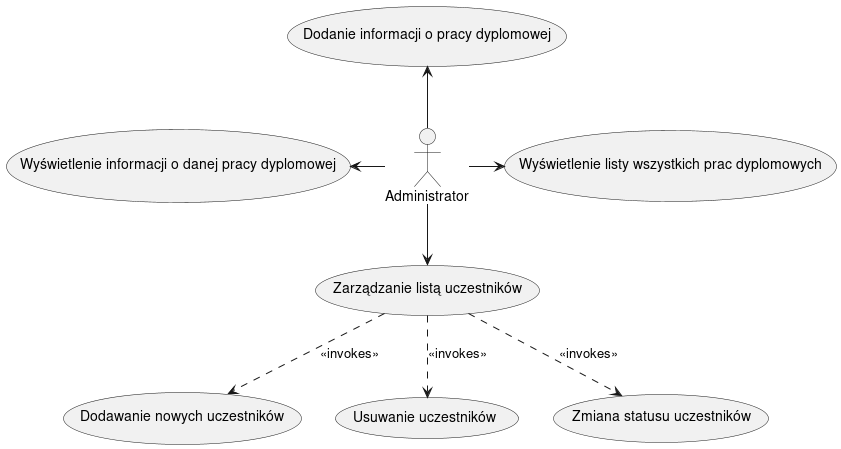 Dodanie informacji o pracy dyplomowej
Wyświetlenie informacji o danej pracy dyplomowej
Wyświetlenie listy wszystkich prac dyplomowych
Administrator
Zarządzanie listą uczestników
«invokes»
«invokes»
«invokes»
Dodawanie nowych uczestników
Usuwanie uczestników
Zmiana statusu uczestników